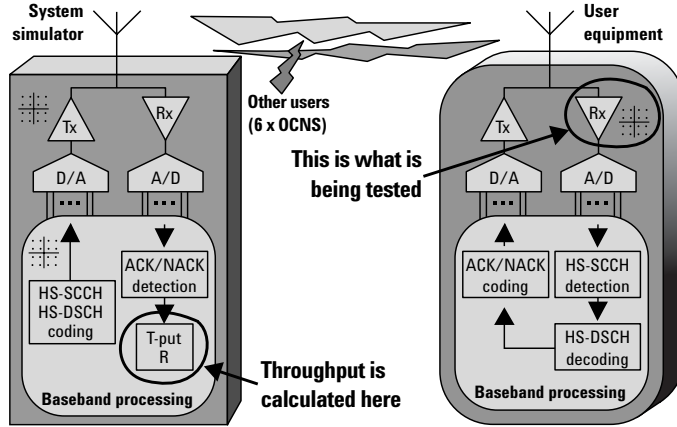 System
simulator
User
equipment
Other users
(6 x OCNS)
Tx
Rx
D/A
A/D
HS-SCCH
HS-DSCH
coding
ACK/NACK
detection
T-put
R
Baseband processing
This is what is
being tested
Throughput is
calculated here
Tx
Rx
D/A
A/D
ACK/NACK
coding
HS-SCCH
detection
HS-DSCH
decoding
Baseband processing